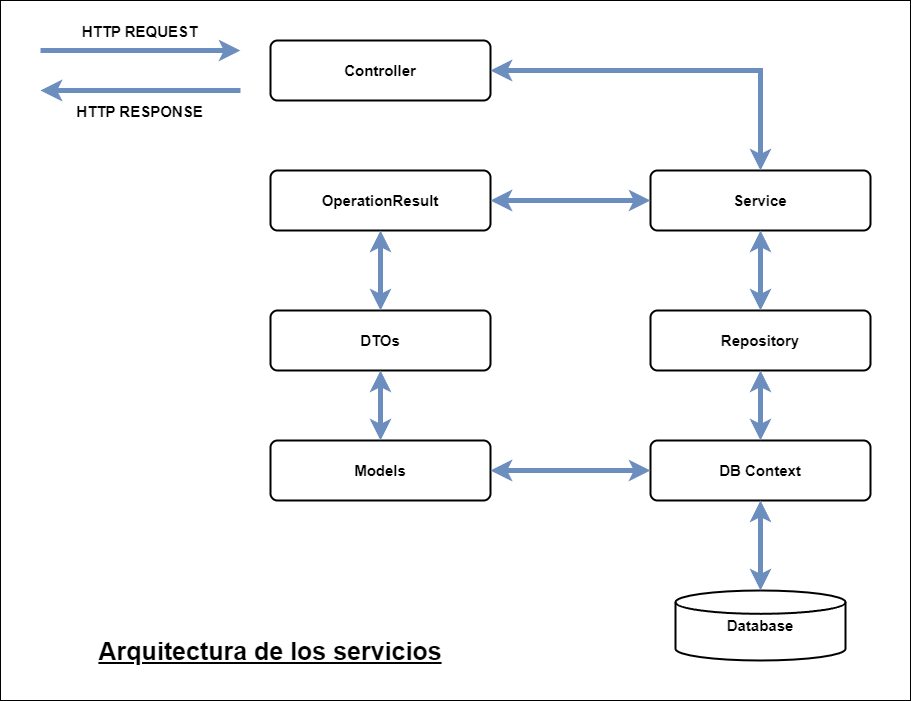 HTTP REQUEST
Controller
HTTP RESPONSE
OperationResult
Service
DTOs
Repository
Models
DB Context
Database
Arquitectura de los servicios